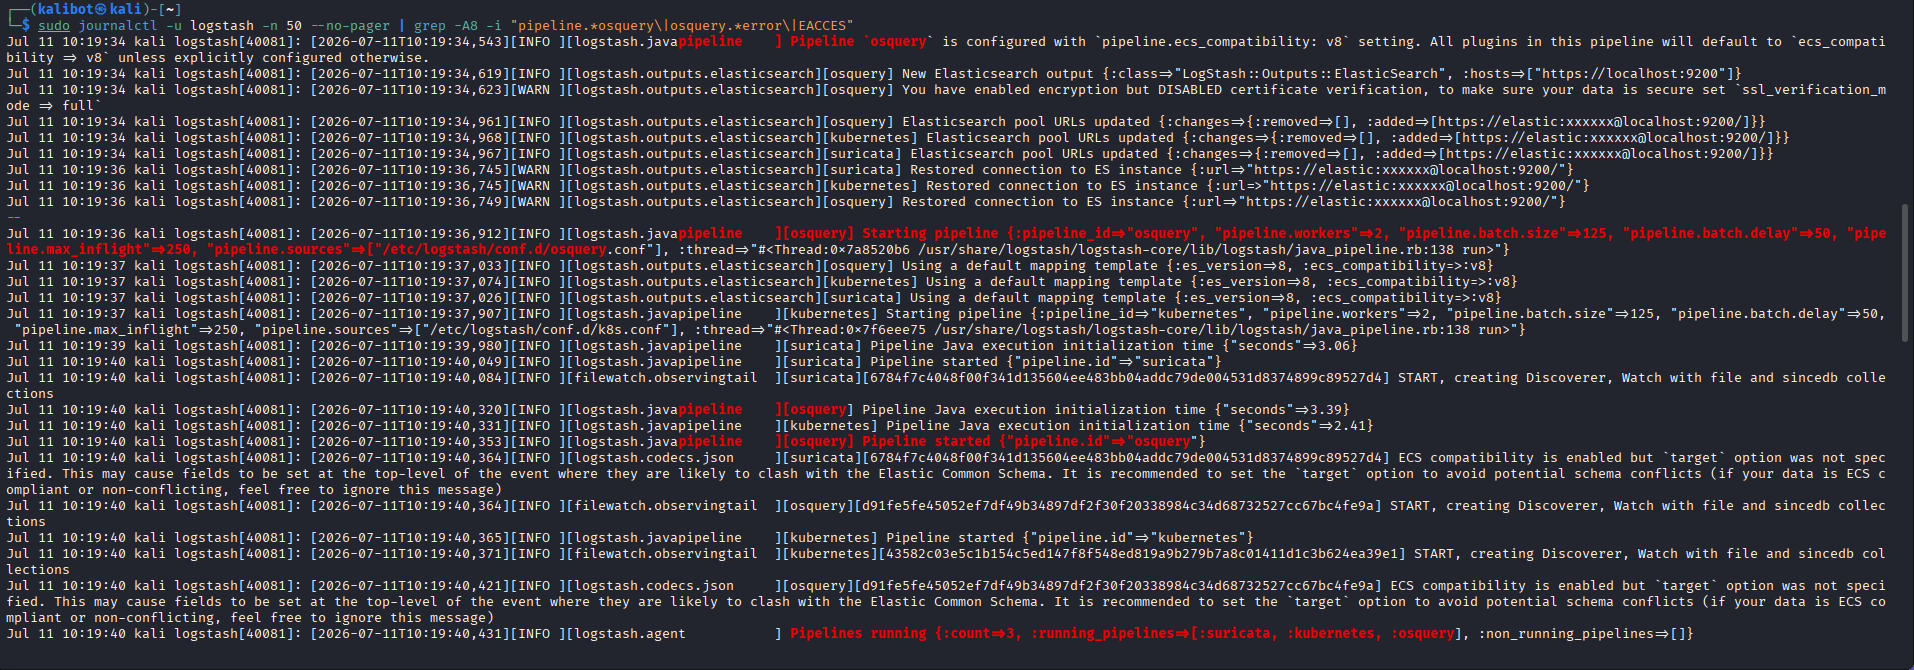 ┌──(kalibot㉿kali)-[~]
└─$ sudo journalctl -u logstash -n 50 --no-pager | grep -A8 -i "pipeline.*osquery\|osquery.*error\|EACCES"
Jul 11 10:19:34 kali logstash[40081]: [2026-07-11T10:19:34,543][INFO ][logstash.javapipeline    ] Pipeline `osquery` is configured with `pipeline.ecs_compatibility: v8` setting. All plugins in this pipeline will default to `ecs_compati
bility => v8` unless explicitly configured otherwise.
Jul 11 10:19:34 kali logstash[40081]: [2026-07-11T10:19:34,619][INFO ][logstash.outputs.elasticsearch][osquery] New Elasticsearch output {:class=>"LogStash::Outputs::ElasticSearch", :hosts=>["https://localhost:9200"]}
Jul 11 10:19:34 kali logstash[40081]: [2026-07-11T10:19:34,623][WARN ][logstash.outputs.elasticsearch][osquery] You have enabled encryption but DISABLED certificate verification, to make sure your data is secure set `ssl_verification_m
ode => full`
Jul 11 10:19:34 kali logstash[40081]: [2026-07-11T10:19:34,961][INFO ][logstash.outputs.elasticsearch][osquery] Elasticsearch pool URLs updated {:changes=>{:removed=>[], :added=>[https://elastic:xxxxxx@localhost:9200/]}}
Jul 11 10:19:34 kali logstash[40081]: [2026-07-11T10:19:34,968][INFO ][logstash.outputs.elasticsearch][kubernetes] Elasticsearch pool URLs updated {:changes=>{:removed=>[], :added=>[https://elastic:xxxxxx@localhost:9200/]}}
Jul 11 10:19:34 kali logstash[40081]: [2026-07-11T10:19:34,967][INFO ][logstash.outputs.elasticsearch][suricata] Elasticsearch pool URLs updated {:changes=>{:removed=>[], :added=>[https://elastic:xxxxxx@localhost:9200/]}}
Jul 11 10:19:36 kali logstash[40081]: [2026-07-11T10:19:36,745][WARN ][logstash.outputs.elasticsearch][suricata] Restored connection to ES instance {:url=>"https://elastic:xxxxxx@localhost:9200/"}
Jul 11 10:19:36 kali logstash[40081]: [2026-07-11T10:19:36,745][WARN ][logstash.outputs.elasticsearch][kubernetes] Restored connection to ES instance {:url=>"https://elastic:xxxxxx@localhost:9200/"}
Jul 11 10:19:36 kali logstash[40081]: [2026-07-11T10:19:36,749][WARN ][logstash.outputs.elasticsearch][osquery] Restored connection to ES instance {:url=>"https://elastic:xxxxxx@localhost:9200/"}
--
Jul 11 10:19:36 kali logstash[40081]: [2026-07-11T10:19:36,912][INFO ][logstash.javapipeline    ][osquery] Starting pipeline {:pipeline_id=>"osquery", "pipeline.workers"=>2, "pipeline.batch.size"=>125, "pipeline.batch.delay"=>50, "pipe
line.max_inflight"=>250, "pipeline.sources"=>["/etc/logstash/conf.d/osquery.conf"], :thread=>"#<Thread:0x7a8520b6 /usr/share/logstash/logstash-core/lib/logstash/java_pipeline.rb:138 run>"}
Jul 11 10:19:37 kali logstash[40081]: [2026-07-11T10:19:37,033][INFO ][logstash.outputs.elasticsearch][osquery] Using a default mapping template {:es_version=>8, :ecs_compatibility=>:v8}
Jul 11 10:19:37 kali logstash[40081]: [2026-07-11T10:19:37,074][INFO ][logstash.outputs.elasticsearch][kubernetes] Using a default mapping template {:es_version=>8, :ecs_compatibility=>:v8}
Jul 11 10:19:37 kali logstash[40081]: [2026-07-11T10:19:37,026][INFO ][logstash.outputs.elasticsearch][suricata] Using a default mapping template {:es_version=>8, :ecs_compatibility=>:v8}
Jul 11 10:19:37 kali logstash[40081]: [2026-07-11T10:19:37,907][INFO ][logstash.javapipeline    ][kubernetes] Starting pipeline {:pipeline_id=>"kubernetes", "pipeline.workers"=>2, "pipeline.batch.size"=>125, "pipeline.batch.delay"=>50,
 "pipeline.max_inflight"=>250, "pipeline.sources"=>["/etc/logstash/conf.d/k8s.conf"], :thread=>"#<Thread:0x7f6eee75 /usr/share/logstash/logstash-core/lib/logstash/java_pipeline.rb:138 run>"}
Jul 11 10:19:39 kali logstash[40081]: [2026-07-11T10:19:39,980][INFO ][logstash.javapipeline    ][suricata] Pipeline Java execution initialization time {"seconds"=>3.06}
Jul 11 10:19:40 kali logstash[40081]: [2026-07-11T10:19:40,049][INFO ][logstash.javapipeline    ][suricata] Pipeline started {"pipeline.id"=>"suricata"}
Jul 11 10:19:40 kali logstash[40081]: [2026-07-11T10:19:40,084][INFO ][filewatch.observingtail  ][suricata][6784f7c4048f00f341d135604ee483bb04addc79de004531d8374899c89527d4] START, creating Discoverer, Watch with file and sincedb colle
ctions
Jul 11 10:19:40 kali logstash[40081]: [2026-07-11T10:19:40,320][INFO ][logstash.javapipeline    ][osquery] Pipeline Java execution initialization time {"seconds"=>3.39}
Jul 11 10:19:40 kali logstash[40081]: [2026-07-11T10:19:40,331][INFO ][logstash.javapipeline    ][kubernetes] Pipeline Java execution initialization time {"seconds"=>2.41}
Jul 11 10:19:40 kali logstash[40081]: [2026-07-11T10:19:40,353][INFO ][logstash.javapipeline    ][osquery] Pipeline started {"pipeline.id"=>"osquery"}
Jul 11 10:19:40 kali logstash[40081]: [2026-07-11T10:19:40,364][INFO ][logstash.codecs.json     ][suricata][6784f7c4048f00f341d135604ee483bb04addc79de004531d8374899c89527d4] ECS compatibility is enabled but `target` option was not spec
ified. This may cause fields to be set at the top-level of the event where they are likely to clash with the Elastic Common Schema. It is recommended to set the `target` option to avoid potential schema conflicts (if your data is ECS c
ompliant or non-conflicting, feel free to ignore this message)
Jul 11 10:19:40 kali logstash[40081]: [2026-07-11T10:19:40,364][INFO ][filewatch.observingtail  ][osquery][d91fe5fe45052ef7df49b34897df2f30f20338984c34d68732527cc67bc4fe9a] START, creating Discoverer, Watch with file and sincedb collec
tions
Jul 11 10:19:40 kali logstash[40081]: [2026-07-11T10:19:40,365][INFO ][logstash.javapipeline    ][kubernetes] Pipeline started {"pipeline.id"=>"kubernetes"}
Jul 11 10:19:40 kali logstash[40081]: [2026-07-11T10:19:40,371][INFO ][filewatch.observingtail  ][kubernetes][43582c03e5c1b154c5ed147f8f548ed819a9b279b7a8c01411d1c3b624ea39e1] START, creating Discoverer, Watch with file and sincedb col
lections
Jul 11 10:19:40 kali logstash[40081]: [2026-07-11T10:19:40,421][INFO ][logstash.codecs.json     ][osquery][d91fe5fe45052ef7df49b34897df2f30f20338984c34d68732527cc67bc4fe9a] ECS compatibility is enabled but `target` option was not speci
fied. This may cause fields to be set at the top-level of the event where they are likely to clash with the Elastic Common Schema. It is recommended to set the `target` option to avoid potential schema conflicts (if your data is ECS co
mpliant or non-conflicting, feel free to ignore this message)
Jul 11 10:19:40 kali logstash[40081]: [2026-07-11T10:19:40,431][INFO ][logstash.agent           ] Pipelines running {:count=>3, :running_pipelines=>[:suricata, :kubernetes, :osquery], :non_running_pipelines=>[]}